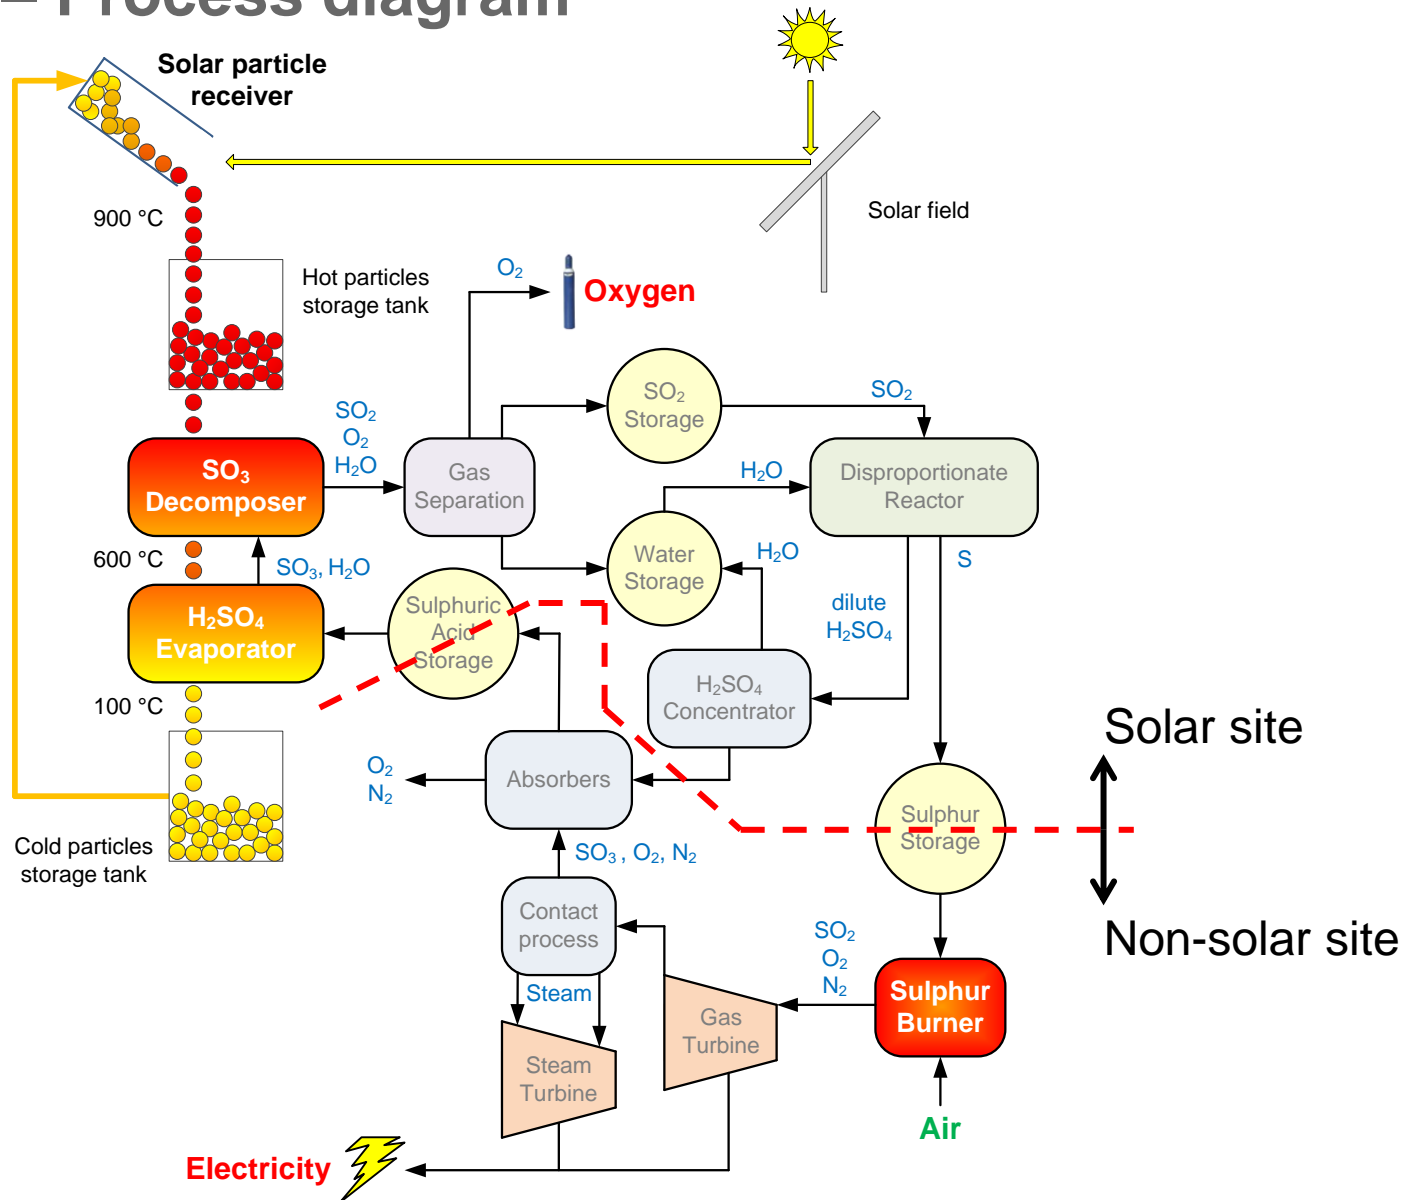 – Process diagram
Solar particle
receiver
Solar field
900 °C
Hot particles
storage tank
O₂
Oxygen
SO₂
Storage
SO₂
SO₂
O₂
H₂O
SO₃
Decomposer
Gas
Separation
H₂O
Disproportionate
Reactor
600 °C
SO₃, H₂O
Water
Storage
H₂O
S
H₂SO₄
Evaporator
Sulphuric
Acid
Storage
dilute
H₂SO₄
100 °C
H₂SO₄
Concentrator
Solar site
O₂
N₂
Absorbers
Sulphur
Storage
Cold particles
storage tank
SO₃ , O₂, N₂
Contact
process
Non-solar site
SO₂
O₂
N₂
Steam
Sulphur
Burner
Gas
Turbine
Steam
Turbine
Air
Electricity